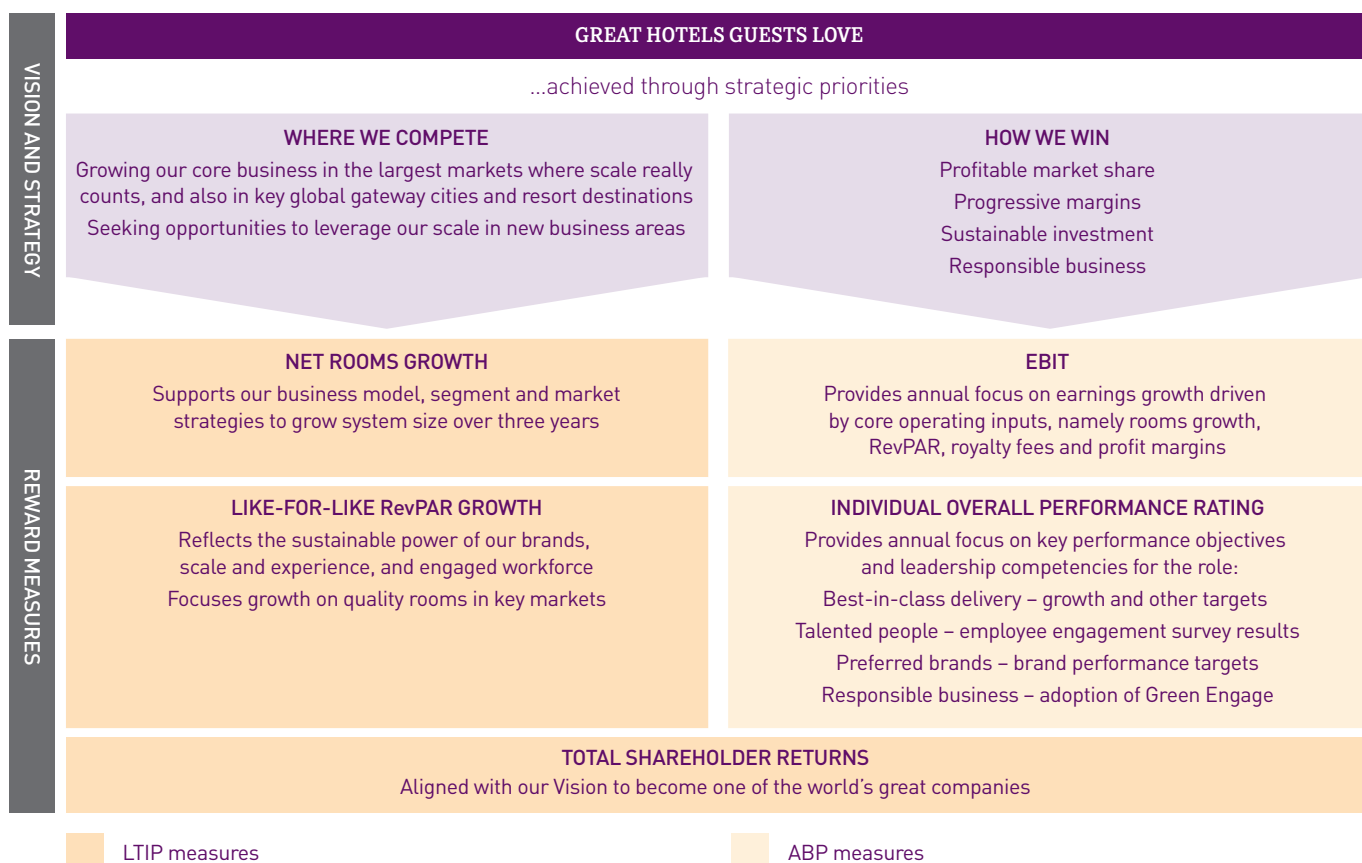 VISION AND STRATEGY
GREAT HOTELS GUESTS LOVE
...achieved through strategic priorities
WHERE WE COMPETE
Growing our core business in the largest markets where scale really
counts, and also in key global gateway cities and resort destinations
Seeking opportunities to leverage our scale in new business areas
HOW WE WIN
Profitable market share
Progressive margins
Sustainable investment
Responsible business
REWARD MEASURES
NET ROOMS GROWTH
Supports our business model, segment and market
strategies to grow system size over three years
EBIT
Provides annual focus on earnings growth driven
by core operating inputs, namely rooms growth,
RevPAR, royalty fees and profit margins
LIKE-FOR-LIKE RevPAR GROWTH
Reflects the sustainable power of our brands,
scale and experience, and engaged workforce
Focuses growth on quality rooms in key markets
INDIVIDUAL OVERALL PERFORMANCE RATING
Provides annual focus on key performance objectives
and leadership competencies for the role:
Best-in-class delivery – growth and other targets
Talented people – employee engagement survey results
Preferred brands – brand performance targets
Responsible business – adoption of Green Engage
TOTAL SHAREHOLDER RETURNS
Aligned with our Vision to become one of the world's great companies
LTIP measures
ABP measures